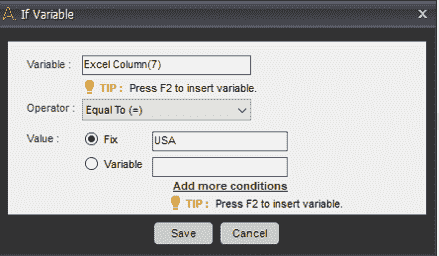 If Variable X
Variable : Excel Column(7)
TIP : Press F2 to insert variable.
Operator : Equal To (=)
Value : Fix USA
Variable
Add more conditions
TIP : Press F2 to insert variable.
Save Cancel